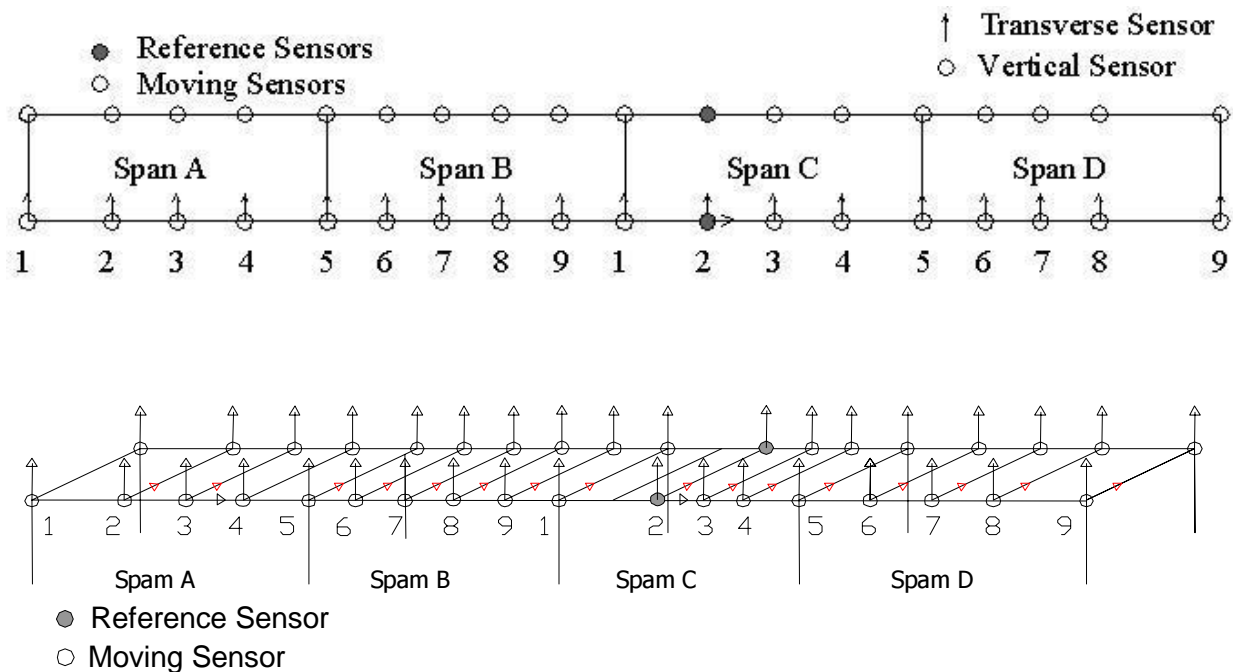 Reference Sensors
Moving Sensors
Transverse Sensor
Vertical Sensor
Span A Span B Span C Span D
1 2 3 4 5 6 7 8 9 1 2 3 4 5 6 7 8 9
1 2 3 4 5 6 7 8 9 1 2 3 4 5 6 7 8 9
Spam A Spam B Spam C Spam D
Reference Sensor
Moving Sensor